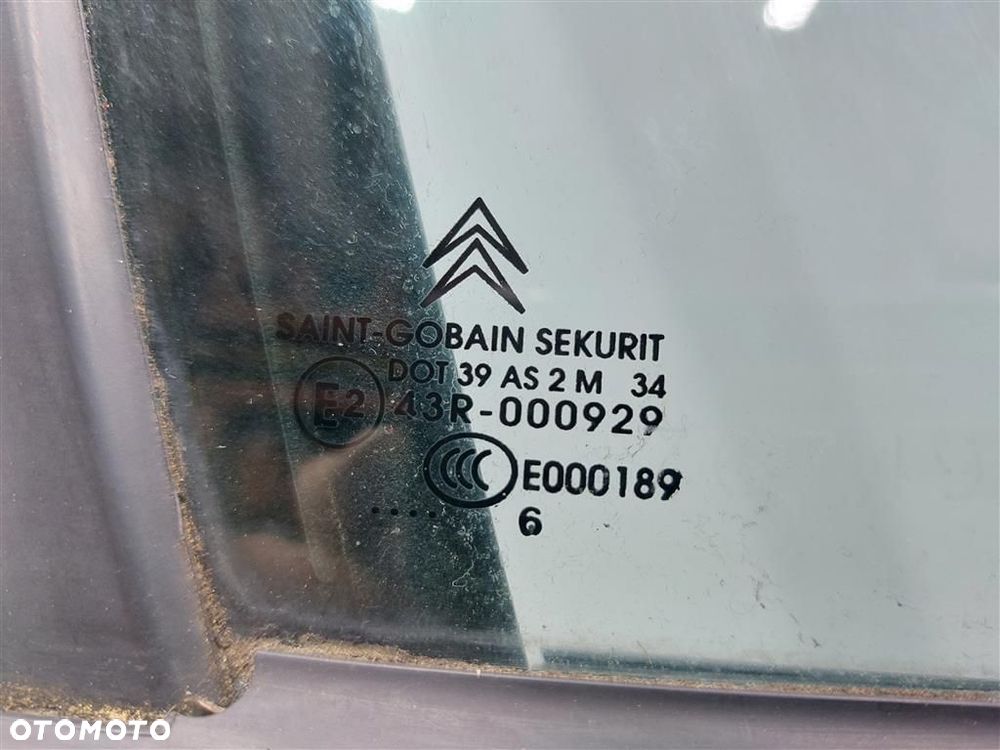 SAINT-GOBAIN SEKURIT
DOT 39 AS 2 M 34
E2 43R-000929
CCC E000189
.... 6
OTOMOTO